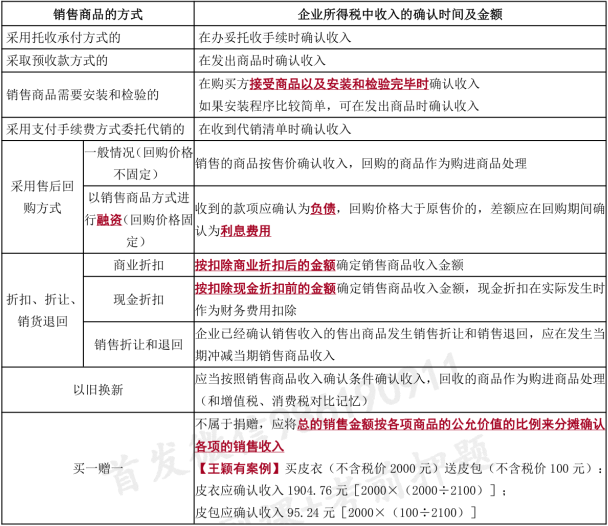 销售商品的方式
企业所得税中收入的确认时间及金额
采用托收承付方式的
在办妥托收手续时确认收入
采取预收款方式的
在发出商品时确认收入
销售商品需要安装和检验的
在购买方接受商品以及安装和检验完毕时确认收入
如果安装程序比较简单，可在发出商品时确认收入
采用支付手续费方式委托代销的
在收到代销清单时确认收入
采用售后回
购方式
一般情况（回购价格
不固定）
销售的商品按售价确认收入，回购的商品作为购进商品处理
以销售商品方式进
行融资（回购价格固
定）
收到的款项应确认为负债，回购价格大于原售价的，差额应在回购期间确
认为利息费用
折扣、折让、
销货退回
商业折扣
按扣除商业折扣后的金额确定销售商品收入金额
现金折扣
按扣除现金折扣前的金额确定销售商品收入金额，现金折扣在实际发生时
作为财务费用扣除
销售折让和退回
企业已经确认销售收入的售出商品发生销售折让和销售退回，应在发生当
期冲减当期销售商品收入
以旧换新
应当按照销售商品收入确认条件确认收入，回收的商品作为购进商品处理
（和增值税、消费税对比记忆）
买一赠一
不属于捐赠，应将总的销售金额按各项商品的公允价值的比例来分摊确认
各项的销售收入
【王颖有案例】买皮衣（不含税价 2000 元）送皮包（不含税价 100 元）：
皮衣应确认收入 1904.76 元［2000×（2000÷2100）］；
皮包应确认收入 95.24 元［2000×（100÷2100）］